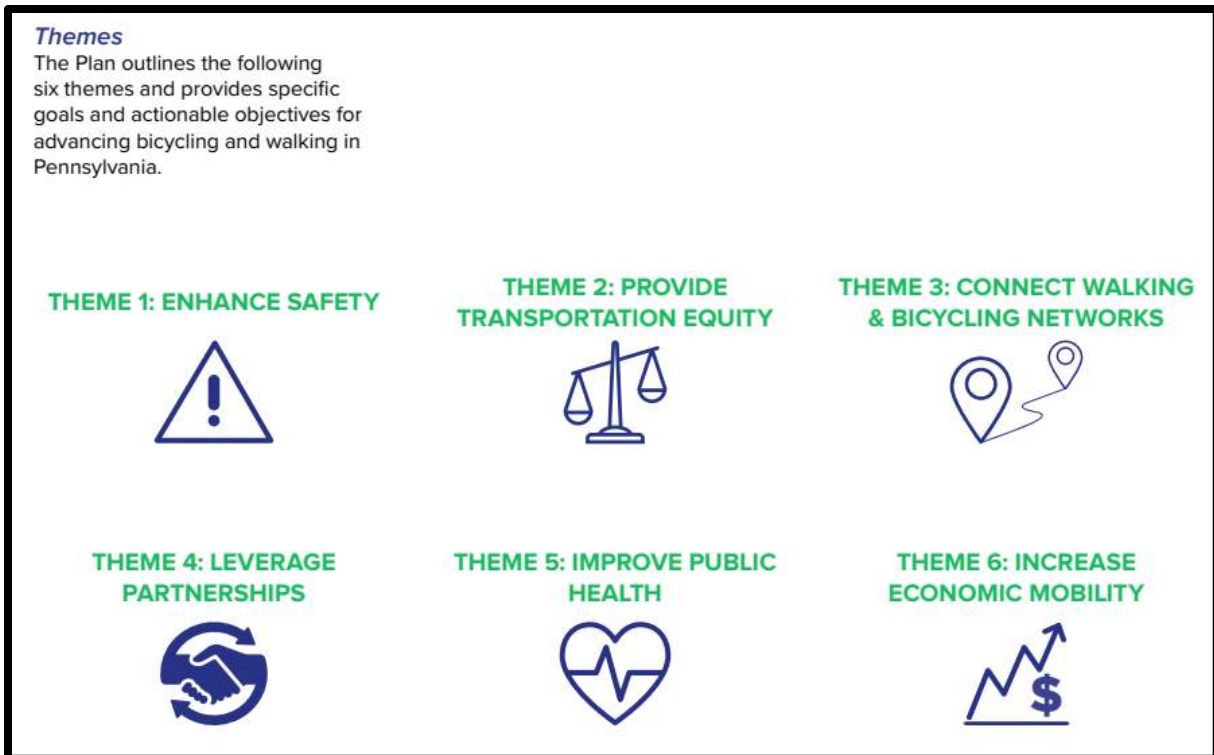 Themes
The Plan outlines the following
six themes and provides specific
goals and actionable objectives for
advancing bicycling and walking in
Pennsylvania.
THEME 1: ENHANCE SAFETY
THEME 2: PROVIDE
TRANSPORTATION EQUITY
THEME 3: CONNECT WALKING
& BICYCLING NETWORKS
THEME 4: LEVERAGE
PARTNERSHIPS
THEME 5: IMPROVE PUBLIC
HEALTH
THEME 6: INCREASE
ECONOMIC MOBILITY
$